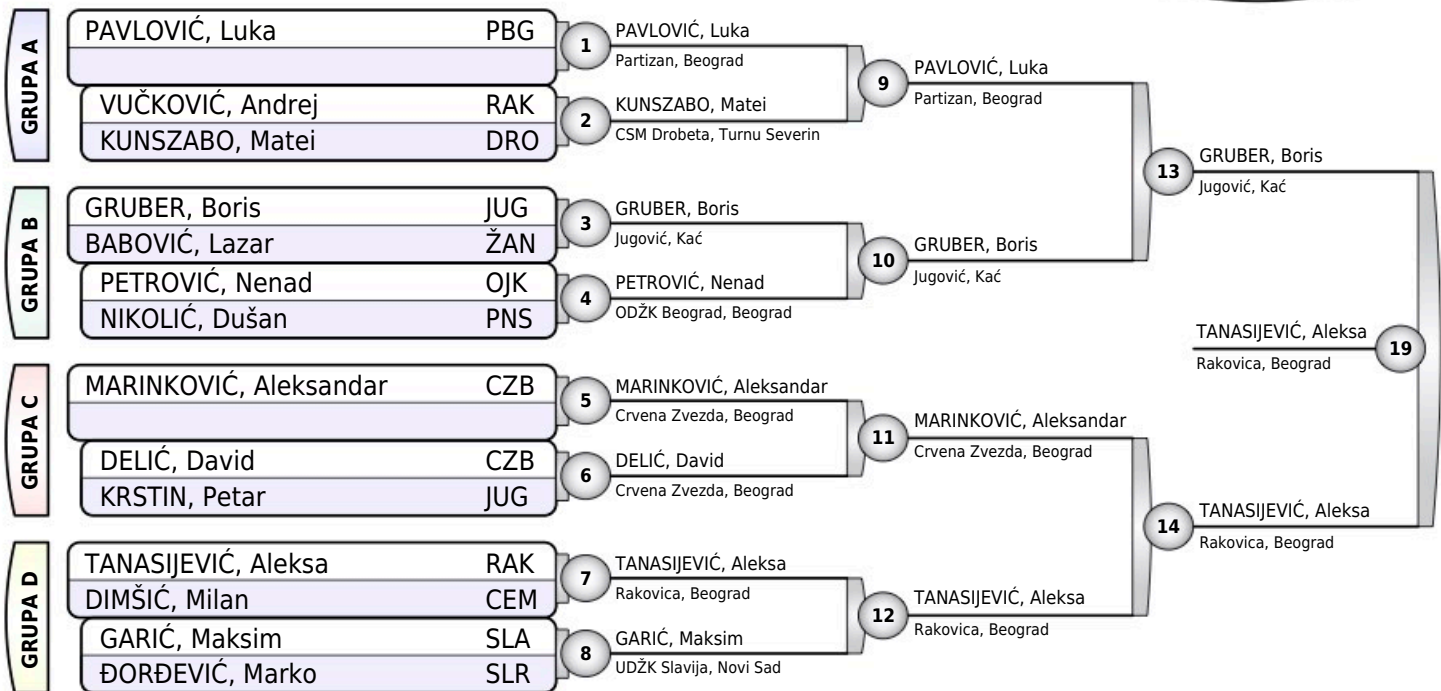 GRUPA A
PAVLOVIĆ, Luka PBG
VUČKOVIĆ, Andrej RAK
KUNSZABO, Matei DRO
GRUPA B
GRUBER, Boris JUG
BABOVIĆ, Lazar ŽAN
PETROVIĆ, Nenad OJK
NIKOLIĆ, Dušan PNS
GRUPA C
MARINKOVIĆ, Aleksandar CZB
DELIĆ, David CZB
KRSTIN, Petar JUG
GRUPA D
TANASIJEVIĆ, Aleksa RAK
DIMŠIĆ, Milan CEM
GARIĆ, Maksim SLA
ĐORĐEVIĆ, Marko SLR
1
PAVLOVIĆ, Luka
Partizan, Beograd
2
KUNSZABO, Matei
CSM Drobeta, Turnu Severin
3
GRUBER, Boris
Jugović, Kać
4
PETROVIĆ, Nenad
ODŽK Beograd, Beograd
5
MARINKOVIĆ, Aleksandar
Crvena Zvezda, Beograd
6
DELIĆ, David
Crvena Zvezda, Beograd
7
TANASIJEVIĆ, Aleksa
Rakovica, Beograd
8
GARIĆ, Maksim
UDŽK Slavija, Novi Sad
9
PAVLOVIĆ, Luka
Partizan, Beograd
10
GRUBER, Boris
Jugović, Kać
11
MARINKOVIĆ, Aleksandar
Crvena Zvezda, Beograd
12
TANASIJEVIĆ, Aleksa
Rakovica, Beograd
13
GRUBER, Boris
Jugović, Kać
14
TANASIJEVIĆ, Aleksa
Rakovica, Beograd
TANASIJEVIĆ, Aleksa
Rakovica, Beograd
19